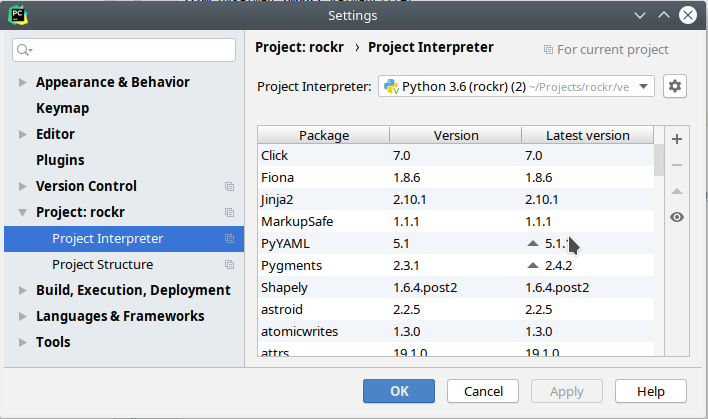 Settings
Project: rockr › Project Interpreter
For current project
Project Interpreter: Python 3.6 (rockr) (2) ~/Projects/rockr/ve
Appearance & Behavior
Keymap
Editor
Plugins
Version Control
Project: rockr
Project Interpreter
Project Structure
Build, Execution, Deployment
Languages & Frameworks
Tools
Package Version Latest version
Click 7.0 7.0
Fiona 1.8.6 1.8.6
Jinja2 2.10.1 2.10.1
MarkupSafe 1.1.1 1.1.1
PyYAML 5.1
Pygments 2.3.1 2.4.2
Shapely 1.6.4.post2 1.6.4.post2
astroid 2.2.5 2.2.5
atomicwrites 1.3.0 1.3.0
attrs 19.1.0 19.1.0
OK Cancel Apply Help